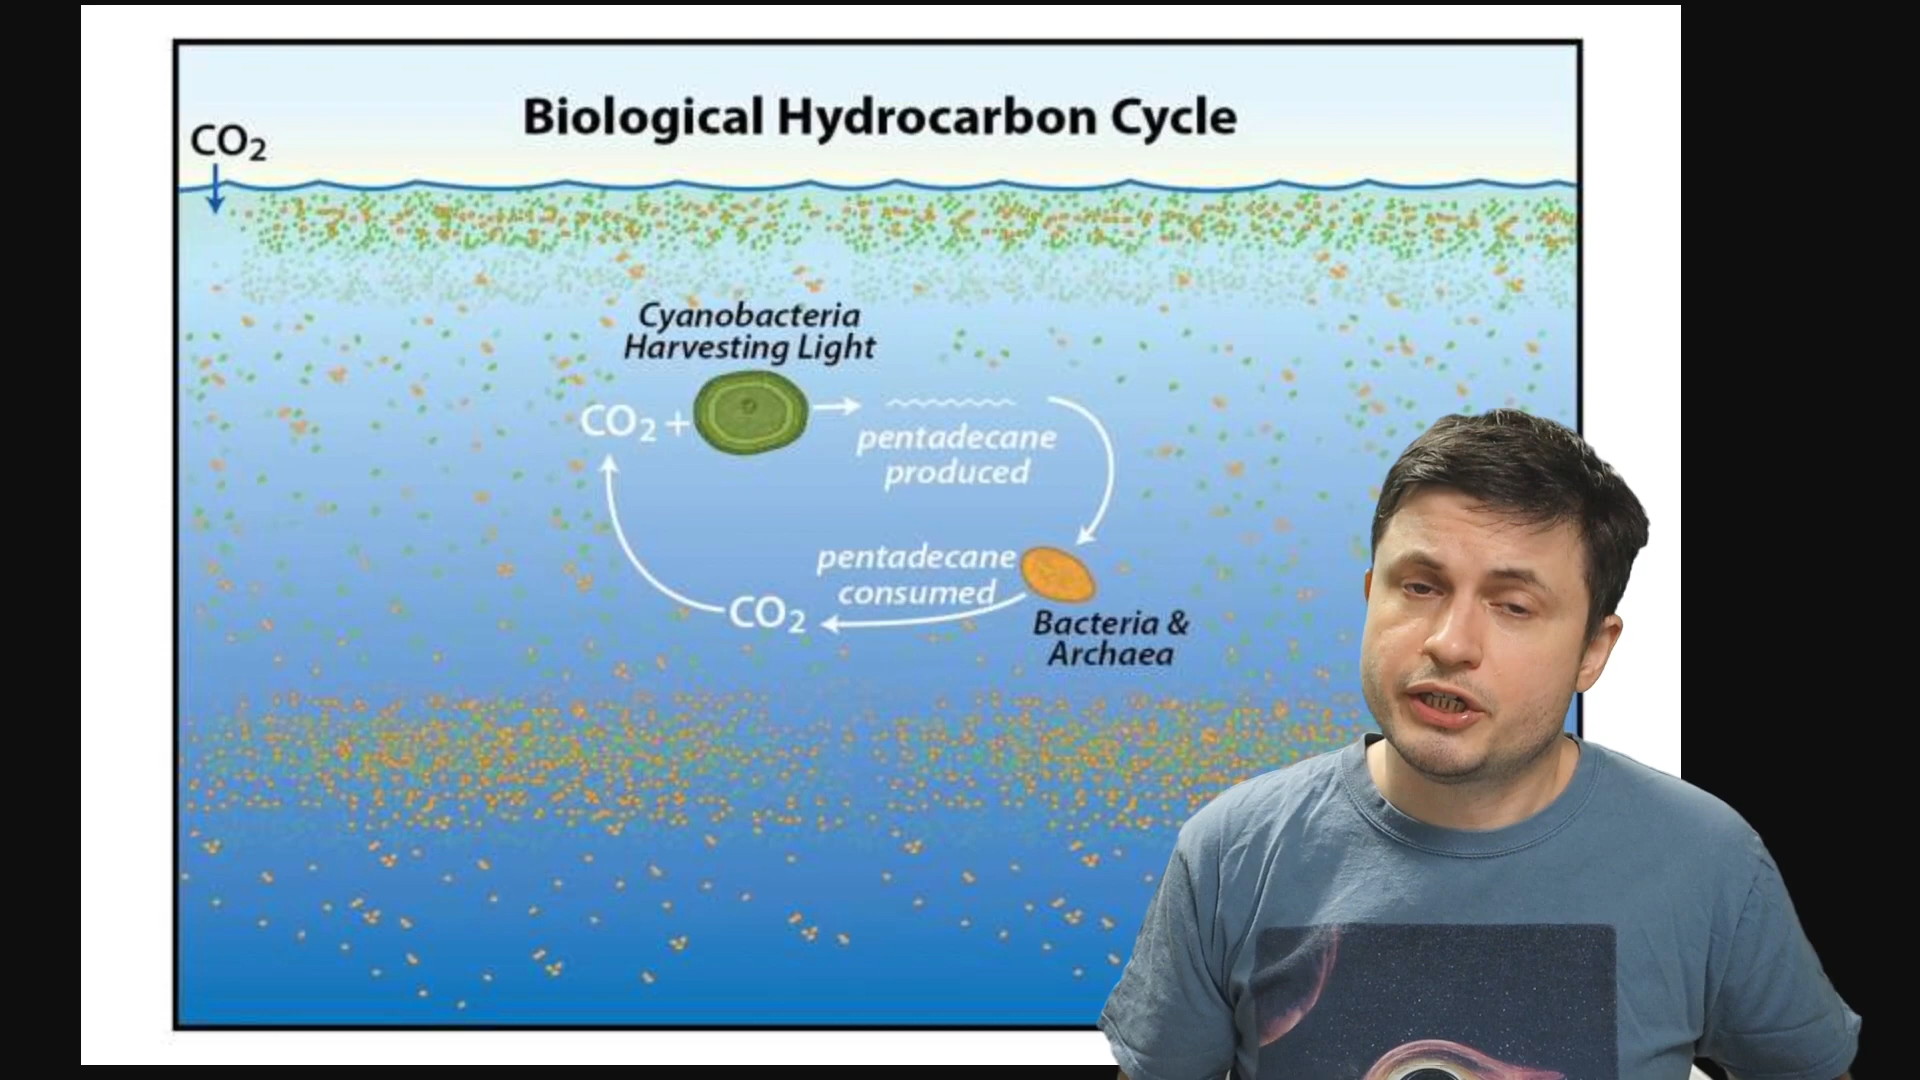 Biological Hydrocarbon Cycle
CO₂
Cyanobacteria
Harvesting Light
CO₂ +
pentadecane
produced
pentadecane
consumed
CO₂
Bacteria &
Archaea